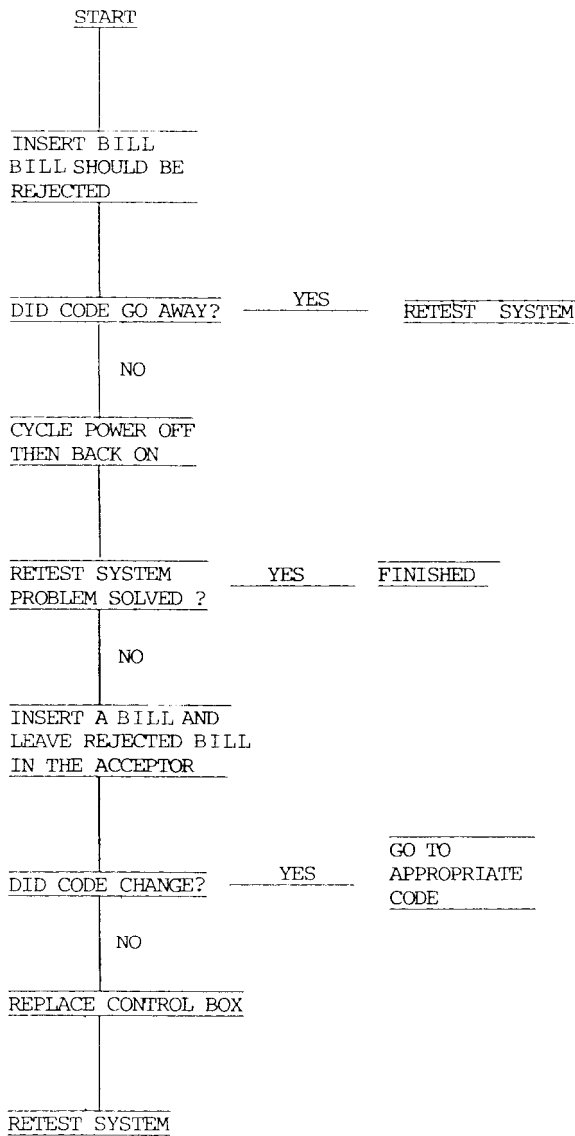 START
INSERT BILL
BILL SHOULD BE
REJECTED
DID CODE GO AWAY?
YES
RETEST SYSTEM
NO
CYCLE POWER OFF
THEN BACK ON
RETEST SYSTEM
PROBLEM SOLVED ?
YES
FINISHED
NO
INSERT A BILL AND
LEAVE REJECTED BILL
IN THE ACCEPTOR
DID CODE CHANGE?
YES
GO TO
APPROPRIATE
CODE
NO
REPLACE CONTROL BOX
RETEST SYSTEM